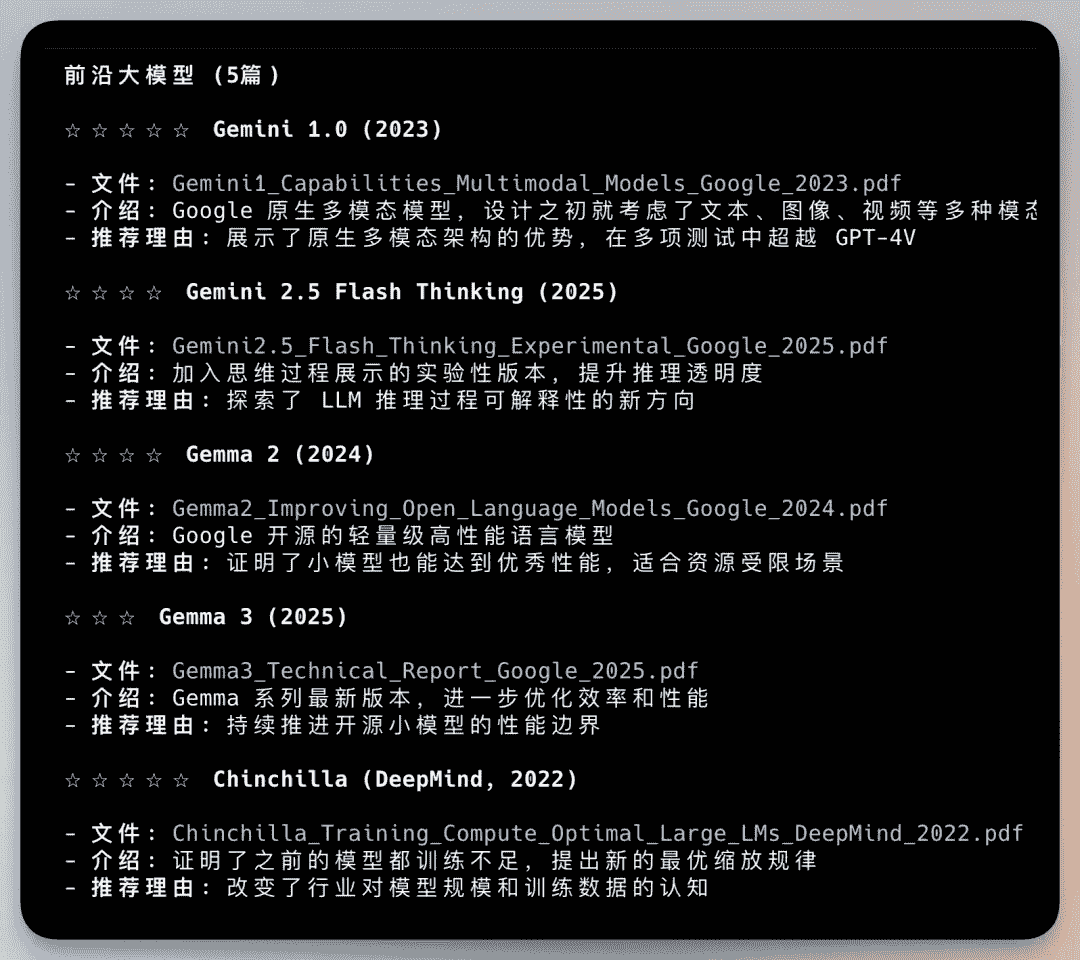 前沿大模型 (5篇)
☆☆☆☆☆ Gemini 1.0 (2023)
- 文件: Gemini1_Capabilities_Multimodal_Models_Google_2023.pdf
- 介绍: Google 原生多模态模型, 设计之初就考虑了文本、图像、视频等多种模态
- 推荐理由: 展示了原生多模态架构的优势, 在多项测试中超越 GPT-4V
☆☆☆☆ Gemini 2.5 Flash Thinking (2025)
- 文件: Gemini2.5_Flash_Thinking_Experimental_Google_2025.pdf
- 介绍: 加入思维过程展示的实验性版本, 提升推理透明度
- 推荐理由: 探索了 LLM 推理过程可解释性的新方向
☆☆☆☆ Gemma 2 (2024)
- 文件: Gemma2_Improving_Open_Language_Models_Google_2024.pdf
- 介绍: Google 开源的轻量级高性能语言模型
- 推荐理由: 证明了小模型也能达到优秀性能, 适合资源受限场景
☆☆☆ Gemma 3 (2025)
- 文件: Gemma3_Technical_Report_Google_2025.pdf
- 介绍: Gemma 系列最新版本, 进一步优化效率和性能
- 推荐理由: 持续推进开源小模型的性能边界
☆☆☆☆☆ Chinchilla (DeepMind, 2022)
- 文件: Chinchilla_Training_Compute_Optimal_Large_LMs_DeepMind_2022.pdf
- 介绍: 证明了之前的模型都训练不足, 提出新的最优缩放规律
- 推荐理由: 改变了行业对模型规模和训练数据的认知